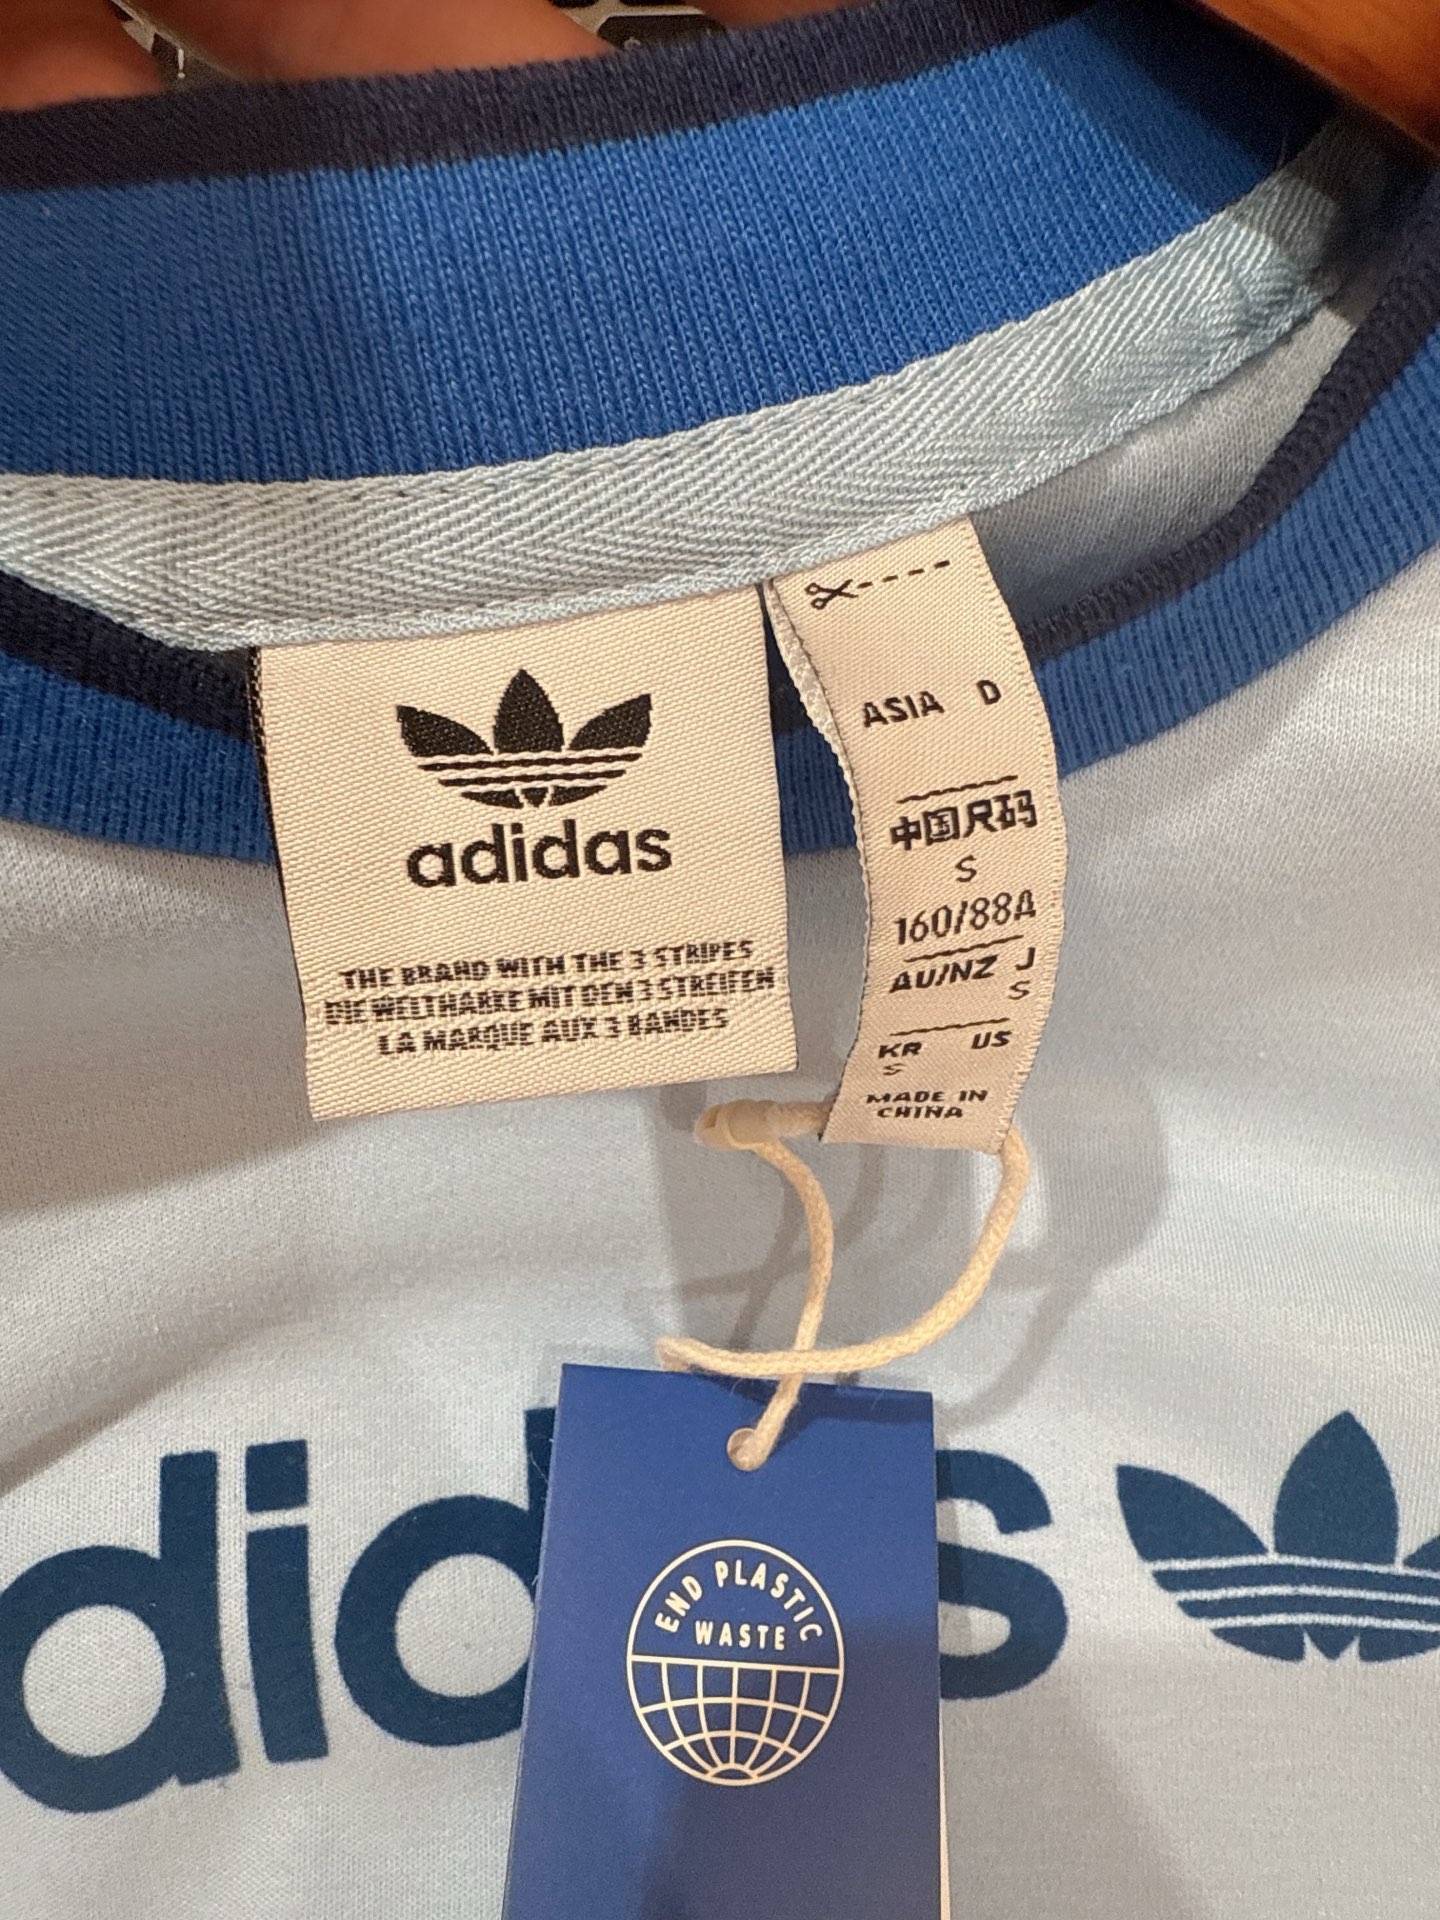 adidas
THE BRAND WITH THE 3 STRIPES
DIE WELTMARKE MIT DEN 3 STREIFEN
LA MARQUE AUX 3 BANDES
ASIA D
中国尺码
S
160/88A
AU/NZ J
S
KR US
S
MADE IN
CHINA
END PLASTIC
WASTE
did s